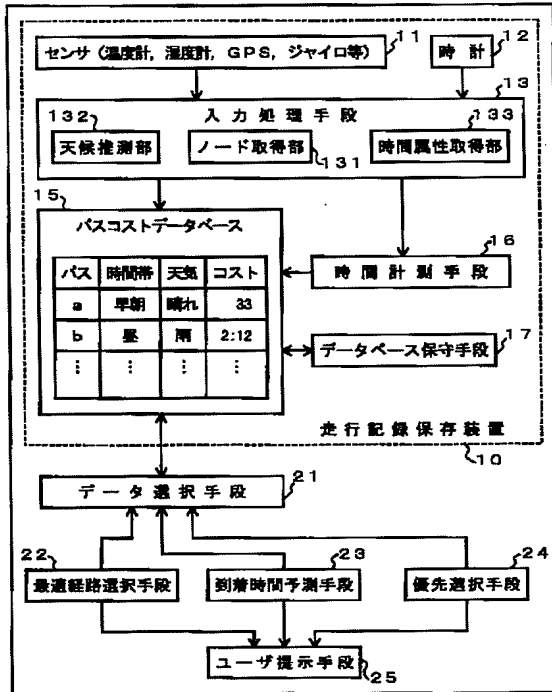 センサ（温度計，湿度計，GPS，ジャイロ等）
11
時計
12
13
入力処理手段
132
天候推測部
ノード取得部
131
133
時間属性取得部
15
パスコストデータベース
パス 時間帯 天気 コスト
a 早朝 晴れ 33
b 昼 雨 2:12
⋮ ⋮ ⋮ ⋮
16
時間計測手段
17
データベース保守手段
走行記録保存装置
10
データ選択手段
21
22
最適経路選択手段
23
到着時間予測手段
24
優先選択手段
ユーザ提示手段
25